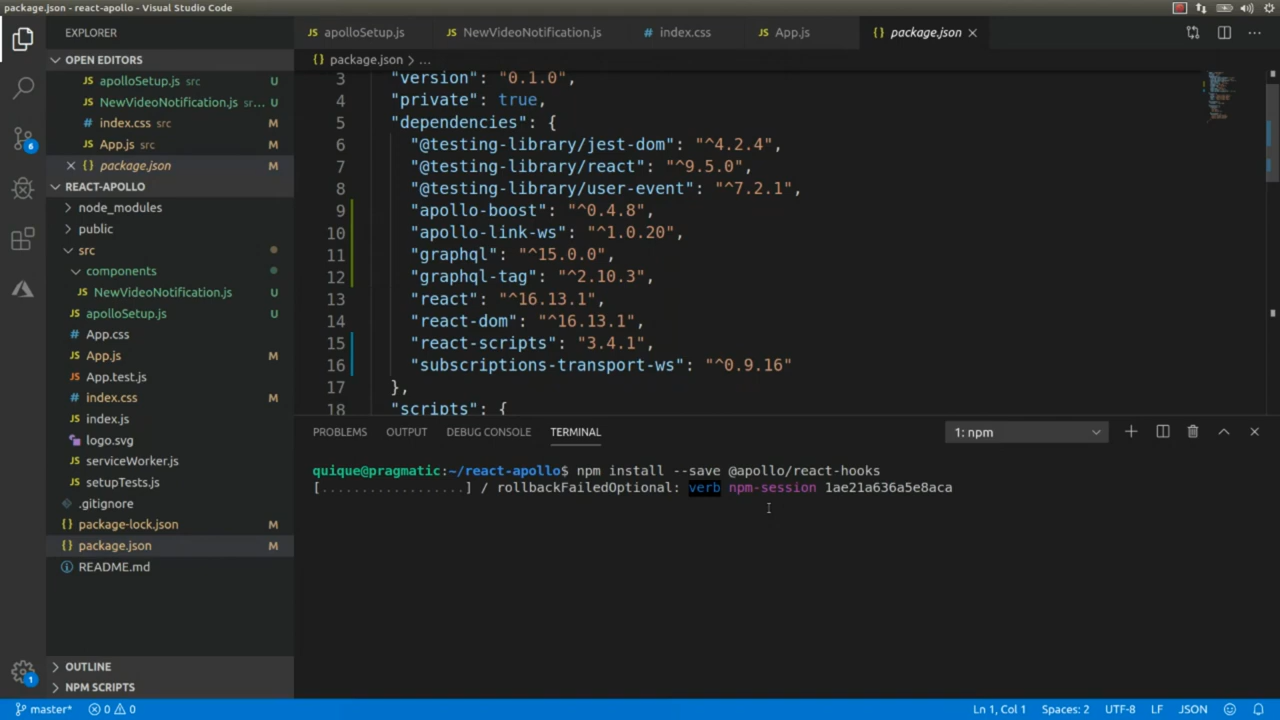 package.json - react-apollo - Visual Studio Code
EXPLORER
OPEN EDITORS
JS apolloSetup.js src U
JS NewVideoNotification.js sr... U
# index.css src M
JS App.js src M
{} package.json M
REACT-APOLLO
node_modules
public
src
components
JS NewVideoNotification.js U
JS apolloSetup.js U
# App.css
JS App.js M
JS App.test.js
# index.css M
JS index.js
logo.svg
JS serviceWorker.js
JS setupTests.js
.gitignore
{} package-lock.json M
{} package.json M
README.md
OUTLINE
NPM SCRIPTS
6
1
JS apolloSetup.js JS NewVideoNotification.js # index.css JS App.js {} package.json
{} package.json > ...
3 "version": "0.1.0",
4 "private": true,
5 "dependencies": {
6 "@testing-library/jest-dom": "^4.2.4",
7 "@testing-library/react": "^9.5.0",
8 "@testing-library/user-event": "^7.2.1",
9 "apollo-boost": "^0.4.8",
10 "apollo-link-ws": "^1.0.20",
11 "graphql": "^15.0.0",
12 "graphql-tag": "^2.10.3",
13 "react": "^16.13.1",
14 "react-dom": "^16.13.1",
15 "react-scripts": "3.4.1",
16 "subscriptions-transport-ws": "^0.9.16"
17 },
18 "scripts": {
PROBLEMS OUTPUT DEBUG CONSOLE TERMINAL 1: npm
quique@pragmatic:~/react-apollo$ npm install --save @apollo/react-hooks
[..................] / rollbackFailedOptional: verb npm-session 1ae21a636a5e8aca
master* 0 0 Ln 1, Col 1 Spaces: 2 UTF-8 LF JSON